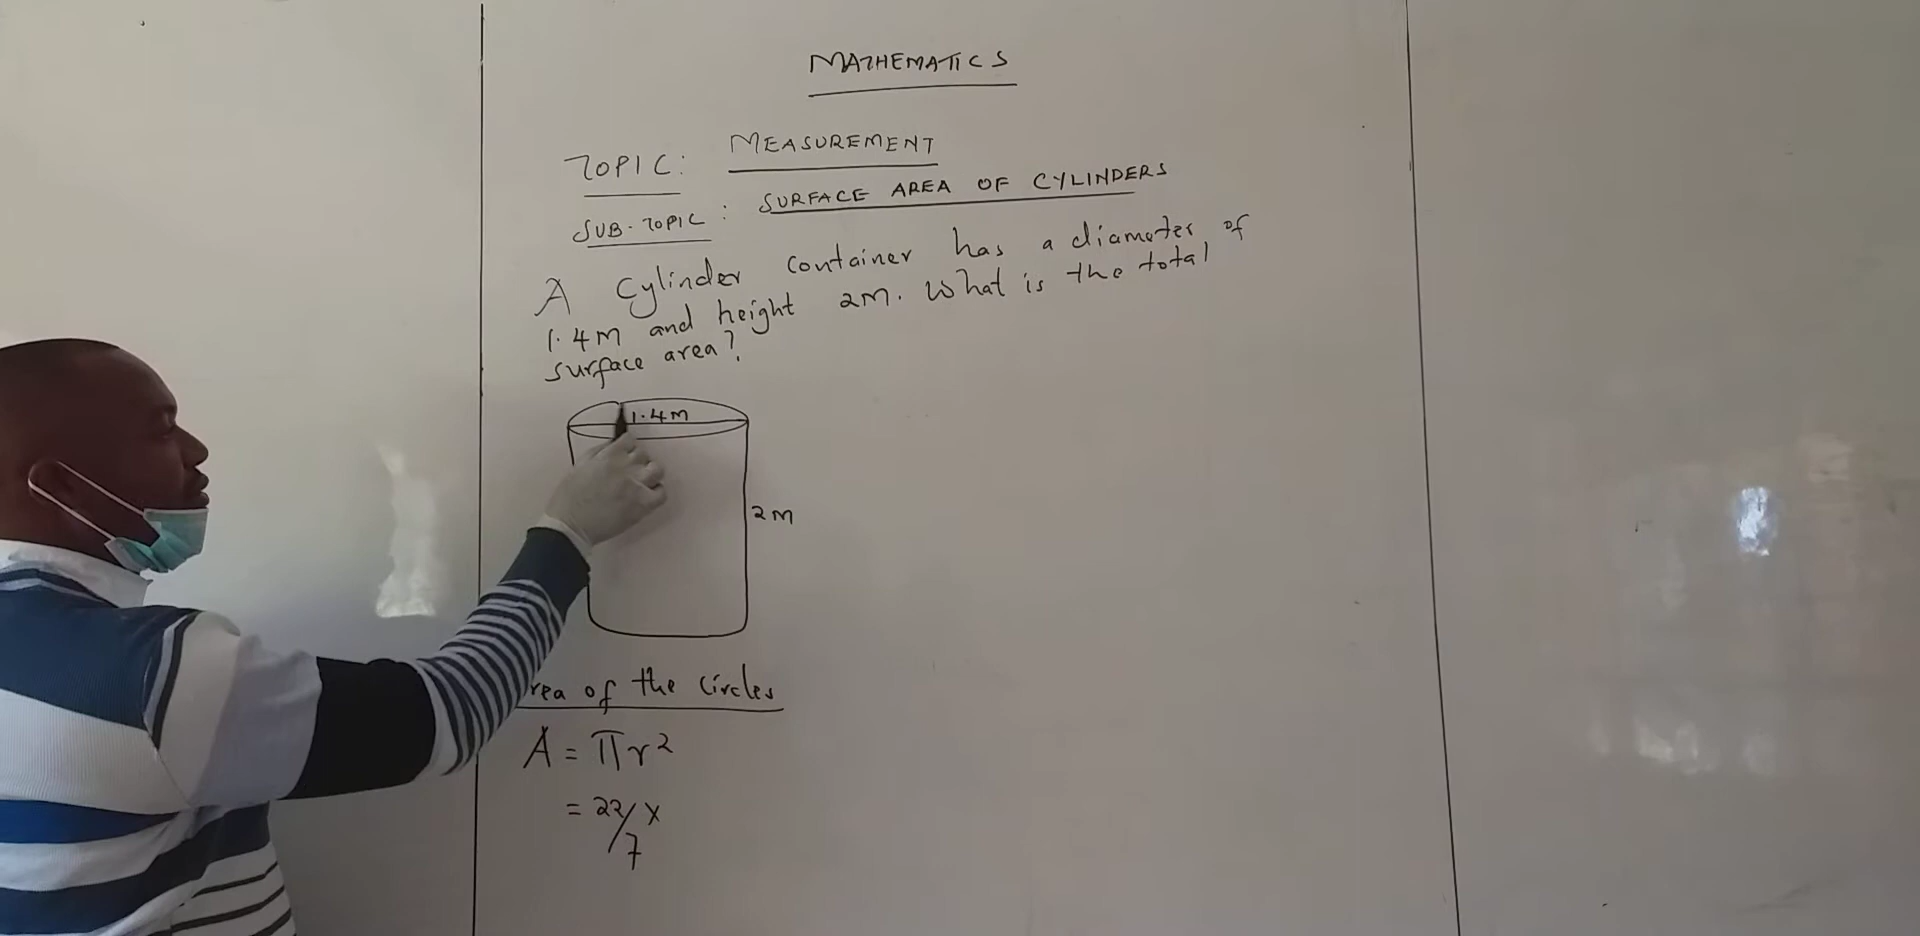 MATHEMATICS
TOPIC: MEASUREMENT
SUB-TOPIC: SURFACE AREA OF CYLINDERS
A Cylinder container has a diameter of
1.4M and height 2M. What is the total
surface area?
1.4M
2M
rea of the circles
A = πr²
= 22/7 x